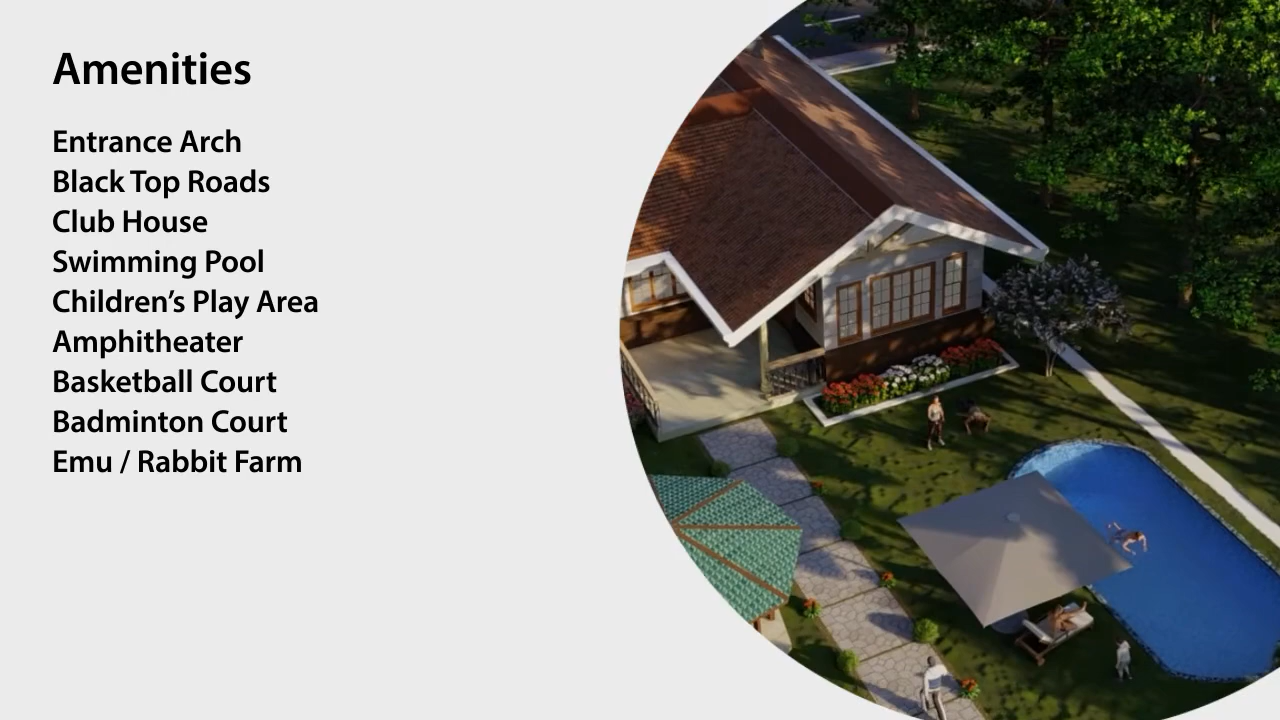 Amenities
Entrance Arch
Black Top Roads
Club House
Swimming Pool
Children’s Play Area
Amphitheater
Basketball Court
Badminton Court
Emu / Rabbit Farm